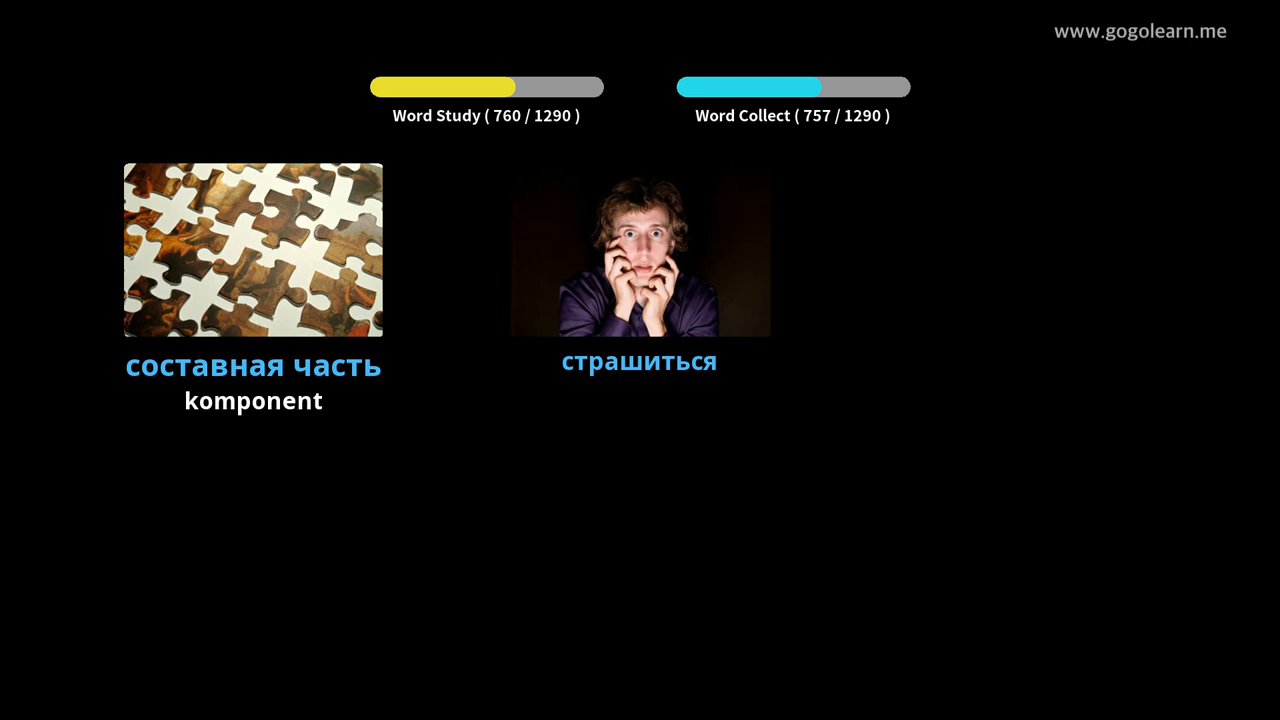 www.gogolearn.me
Word Study ( 760 / 1290 )
Word Collect ( 757 / 1290 )
составная часть
komponent
страшиться